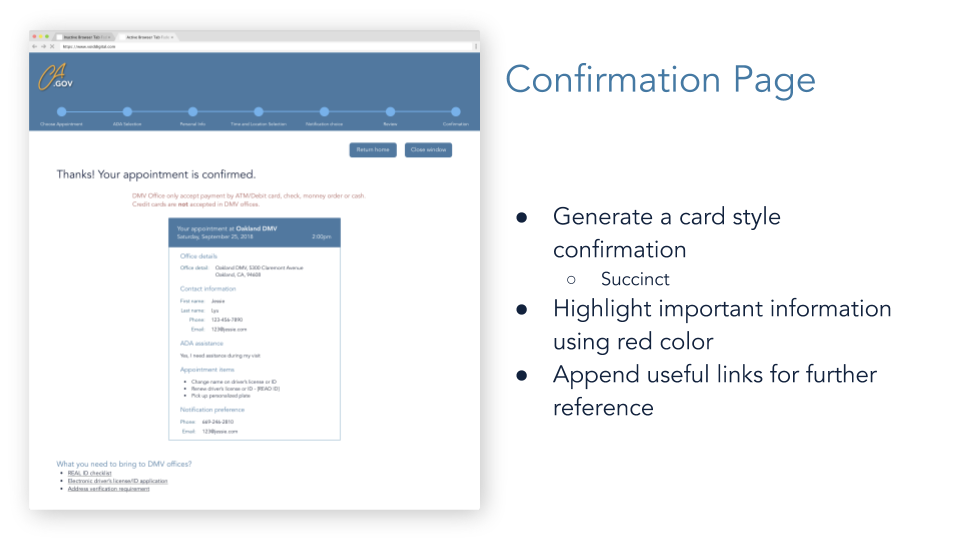 Inactive Browser Tab
Active Browser Tab
CA
.GOV
Choose Appointment
ADA Selection
Personal Info.
Time and Location Selection
Notification choice
Review
Confirmation
Return home
Close window
Thanks! Your appointment is confirmed.
DMV Office only accept payment by ATM/Debit card, check, monney order or cash.
Credit cards are not accepted in DMV offices.
Your appointment at Oakland DMV
Saturday, September 25, 2018 2:00pm
Office details
Office detail: Oakland DMV, 5300 Claremont Avenue
Oakland, CA, 94608
Contact information
First name: Jessie
Last name: Lyu
Phone: 123-456-7890
Email: 123@jessie.com
ADA assistance
Yes, I need assistance during my visit
Appointment items
• Change name on driver's license or ID
• Renew driver's license or ID - [READ ID]
• Pick up personalized plate
Notification preference
Phone: 669-246-2810
Email: 123@jessie.com
What you need to bring to DMV offices?
• REAL ID checklist
• Electronic driver's license/ID application
• Address verification requirement
Confirmation Page
● Generate a card style
confirmation
○ Succinct
● Highlight important information
using red color
● Append useful links for further
reference